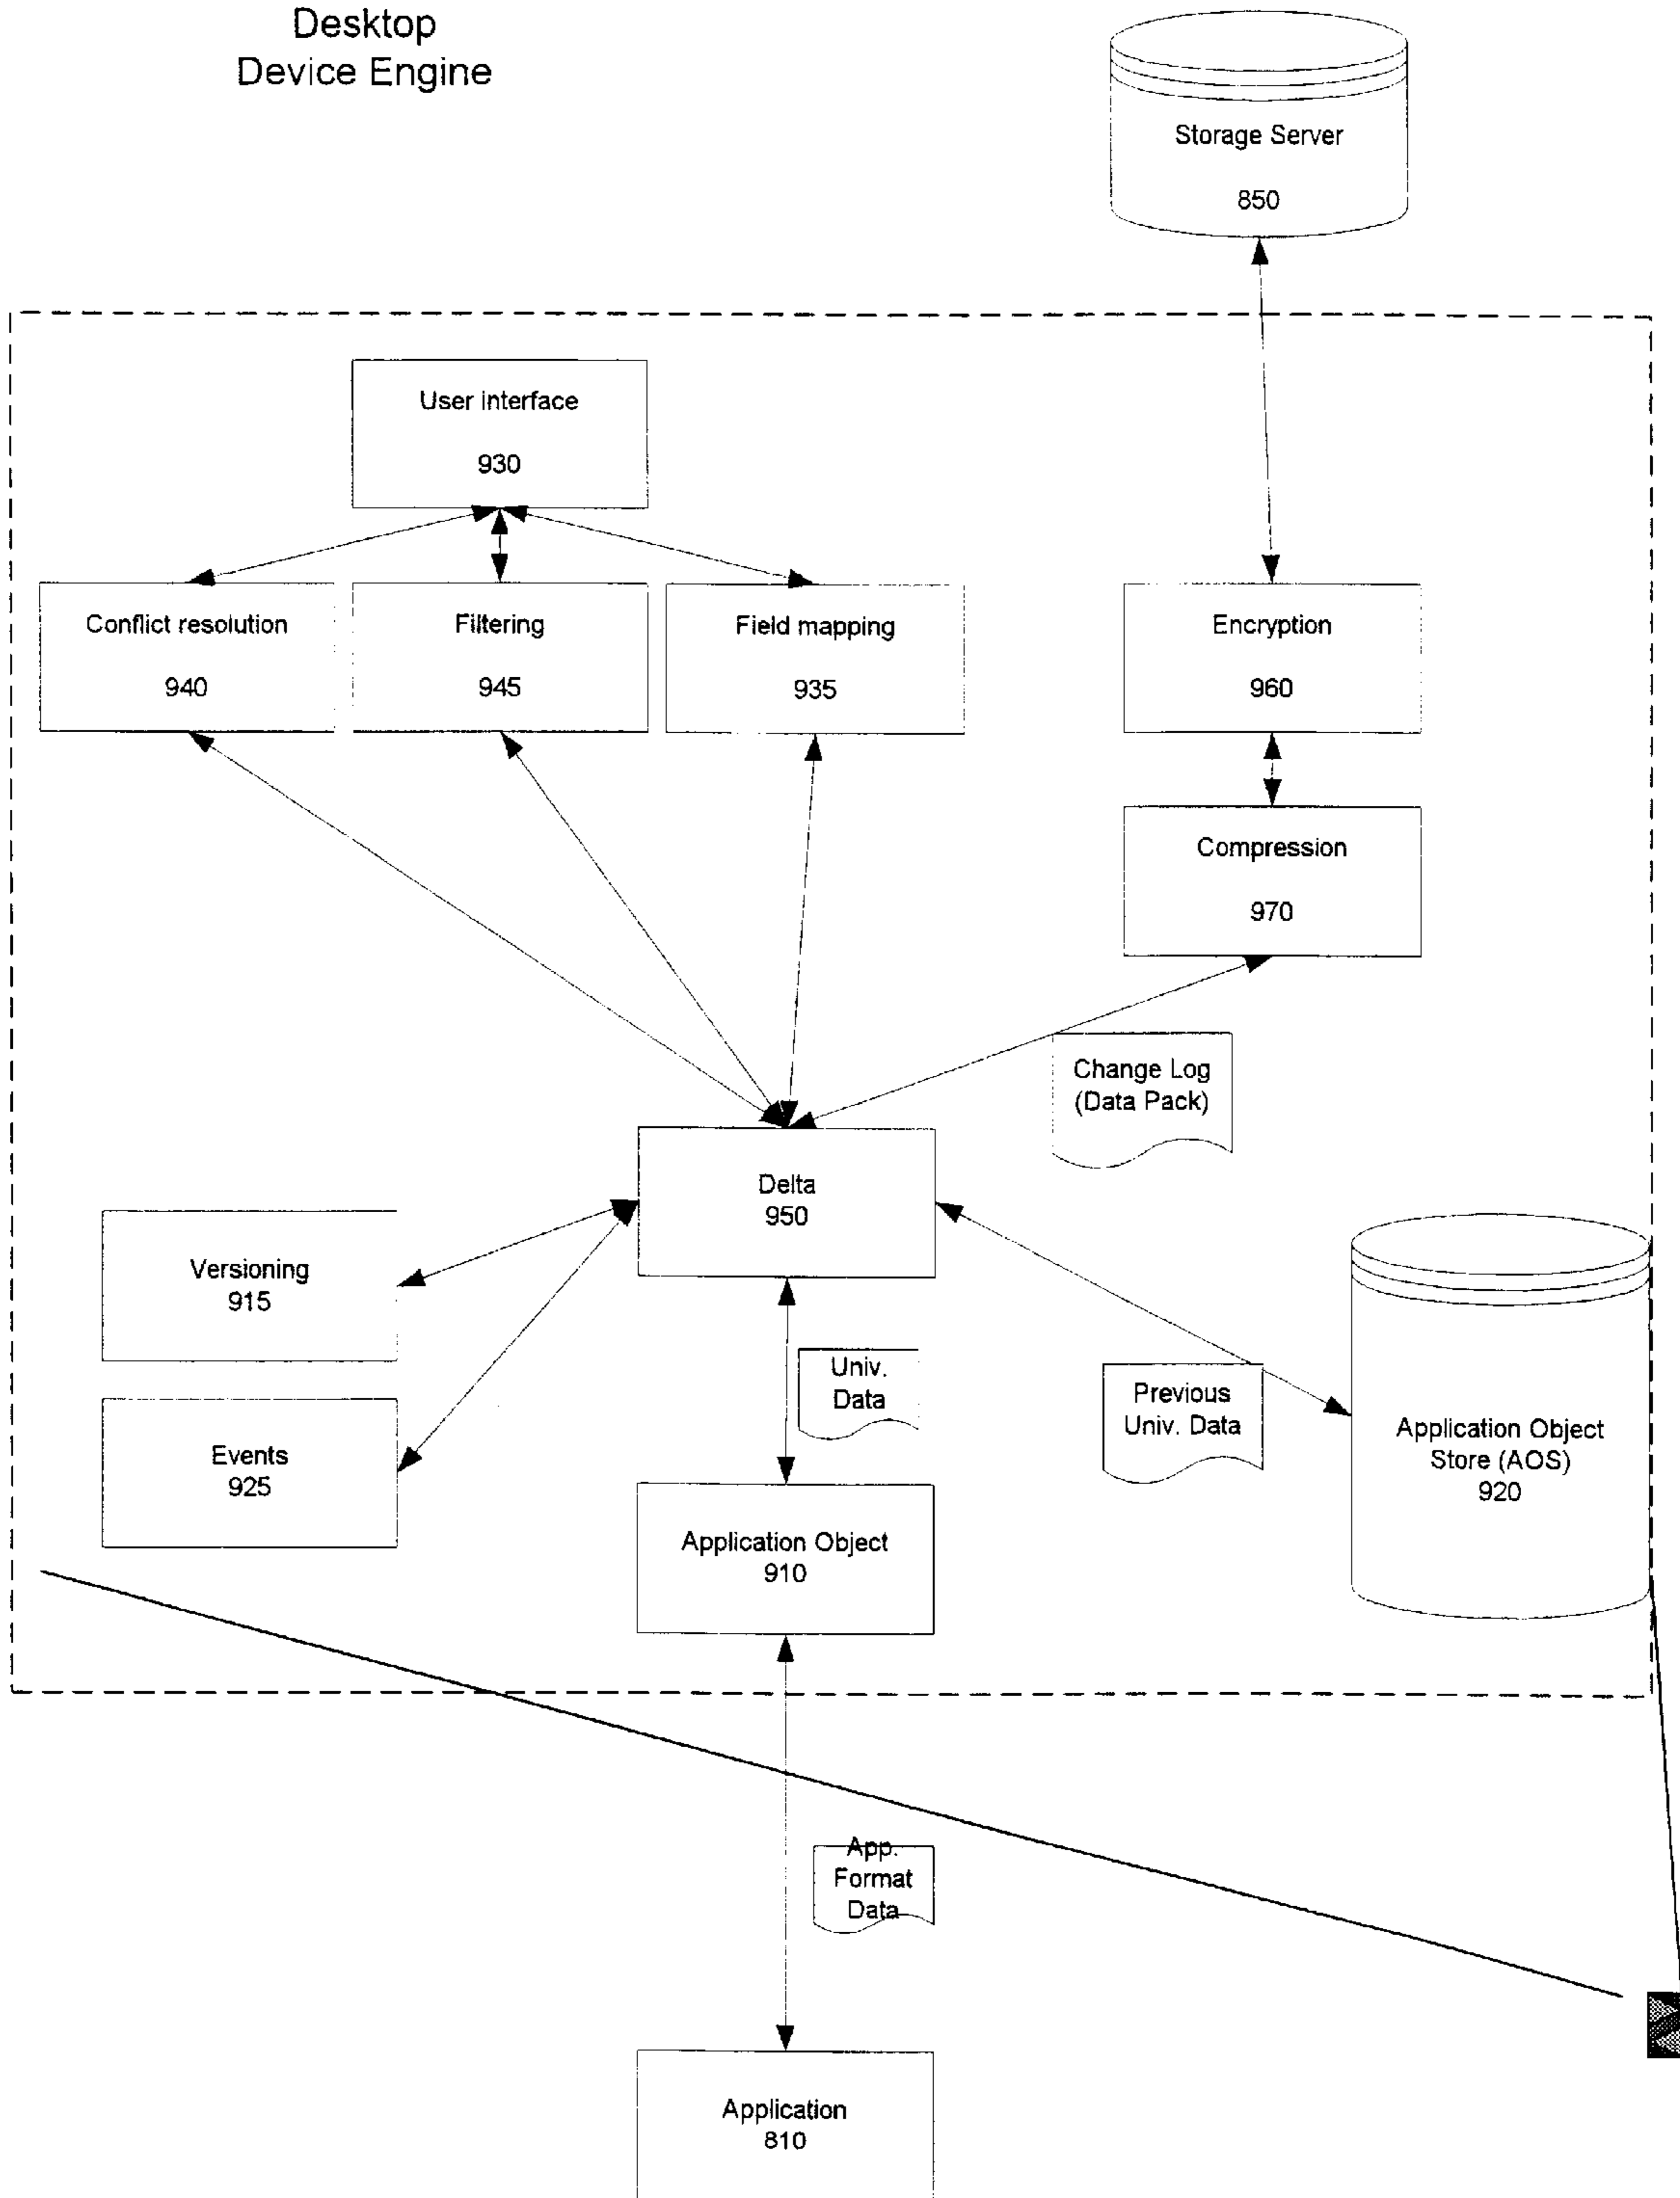 Desktop
Device Engine
Storage Server
850
User interface
930
Conflict resolution
940
Filtering
945
Field mapping
935
Encryption
960
Compression
970
Change Log
(Data Pack)
Delta
950
Versioning
915
Events
925
Univ.
Data
Previous
Univ. Data
Application Object
Store (AOS)
920
Application Object
910
App.
Format
Data
Application
810